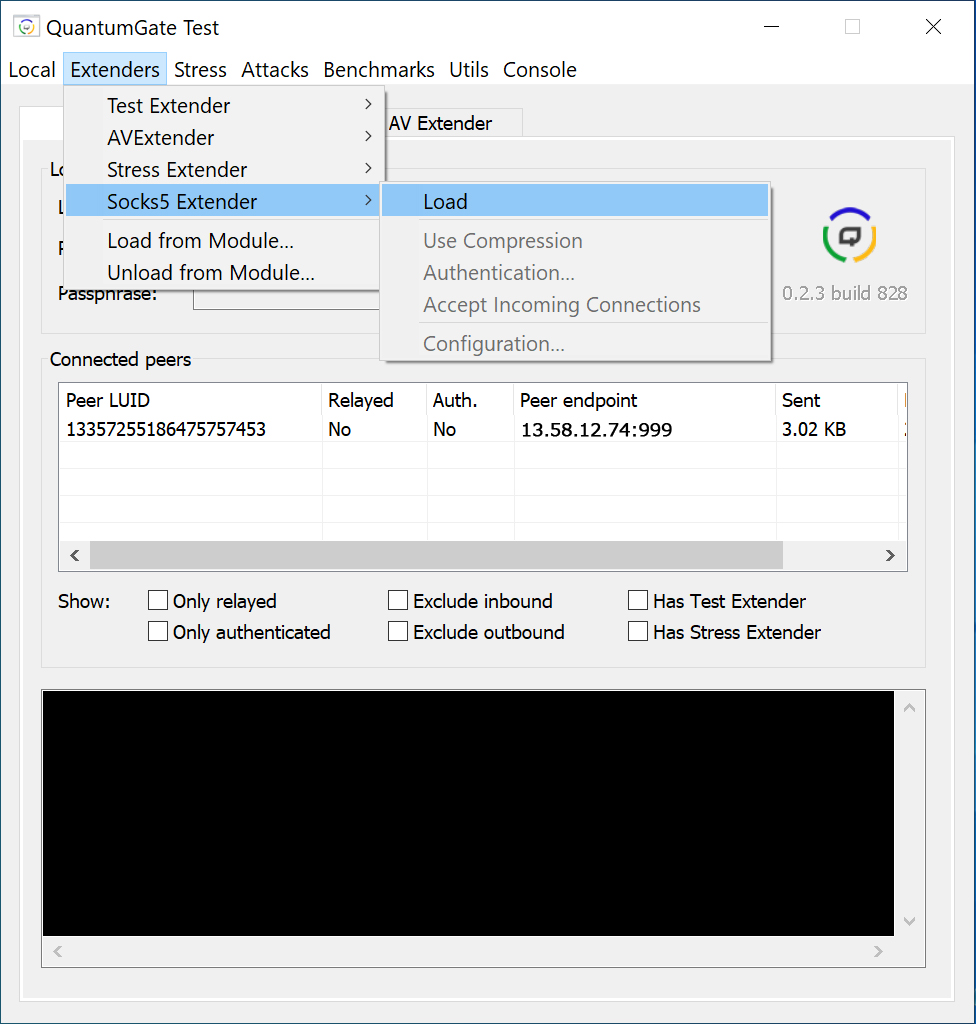 QuantumGate Test
Local Extenders Stress Attacks Benchmarks Utils Console
Test Extender
AVExtender
Stress Extender
Socks5 Extender
Load from Module...
Unload from Module...
AV Extender
Load
Use Compression
Authentication...
Accept Incoming Connections
Configuration...
0.2.3 build 828
Passphrase:
Connected peers
Peer LUID Relayed Auth. Peer endpoint Sent
13357255186475757453 No No 13.58.12.74:999 3.02 KB
Show: Only relayed Exclude inbound Has Test Extender
Only authenticated Exclude outbound Has Stress Extender